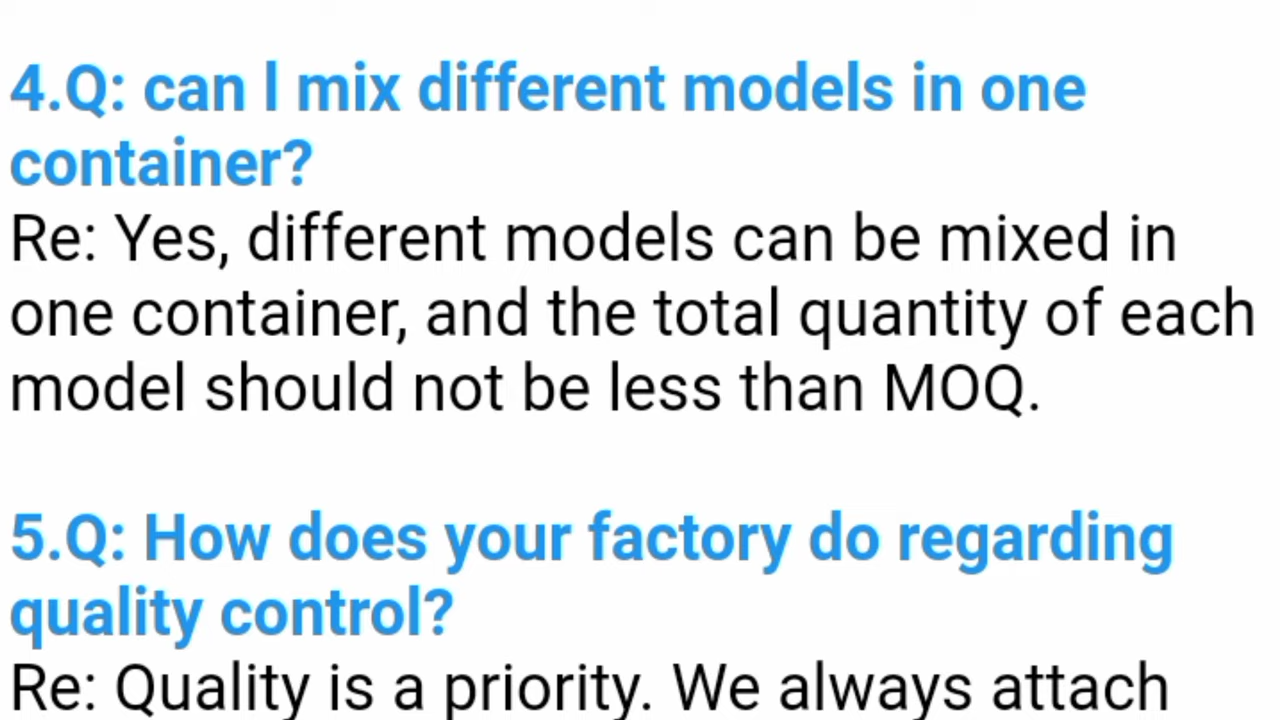 4.Q: can l mix different models in one
container?
Re: Yes, different models can be mixed in
one container, and the total quantity of each
model should not be less than MOQ.
5.Q: How does your factory do regarding
quality control?
Re: Quality is a priority. We always attach